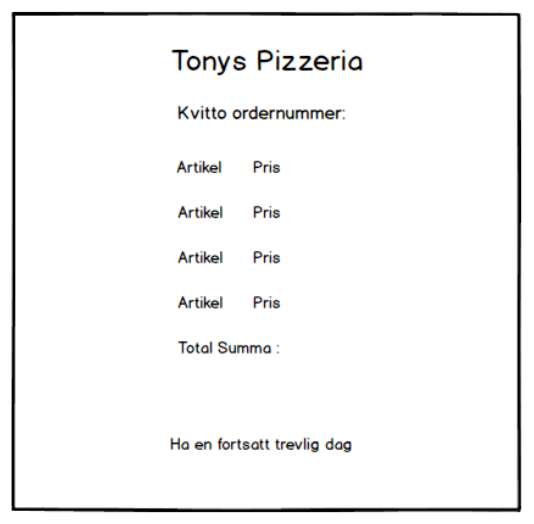 Tonys Pizzeria
Kvitto ordernummer:
Artikel Pris
Artikel Pris
Artikel Pris
Artikel Pris
Total Summa :
Ha en fortsatt trevlig dag